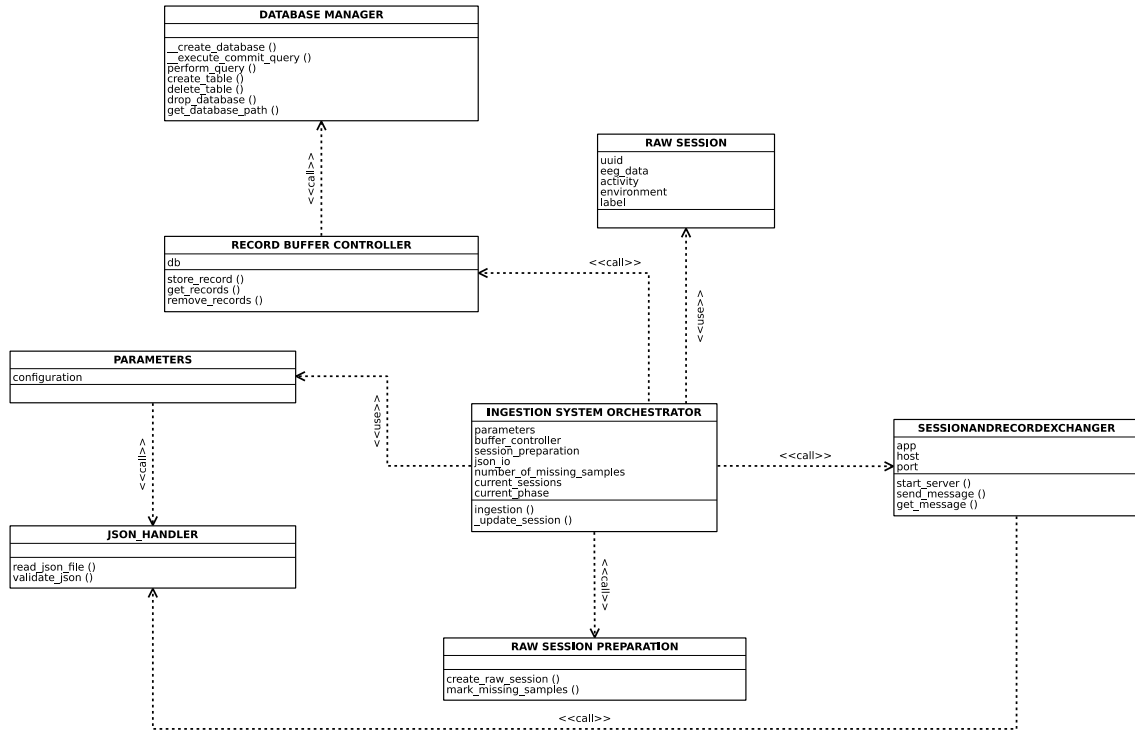 DATABASE MANAGER
__create_database ()
__execute_commit_query ()
perform_query ()
create_table ()
delete_table ()
drop_database ()
get_database_path ()
<<call>>
RAW SESSION
uuid
eeg_data
activity
environment
label
RECORD BUFFER CONTROLLER
db
store_record ()
get_records ()
remove_records ()
<<call>>
<<use>>
PARAMETERS
configuration
<<use>>
<<call>>
INGESTION SYSTEM ORCHESTRATOR
parameters
buffer_controller
session_preparation
json_io
number_of_missing_samples
current_sessions
current_phase
ingestion ()
_update_session ()
<<call>>
SESSIONANDRECORDEXCHANGER
app
host
port
start_server ()
send_message ()
get_message ()
JSON_HANDLER
read_json_file ()
validate_json ()
<<call>>
RAW SESSION PREPARATION
create_raw_session ()
mark_missing_samples ()
<<call>>